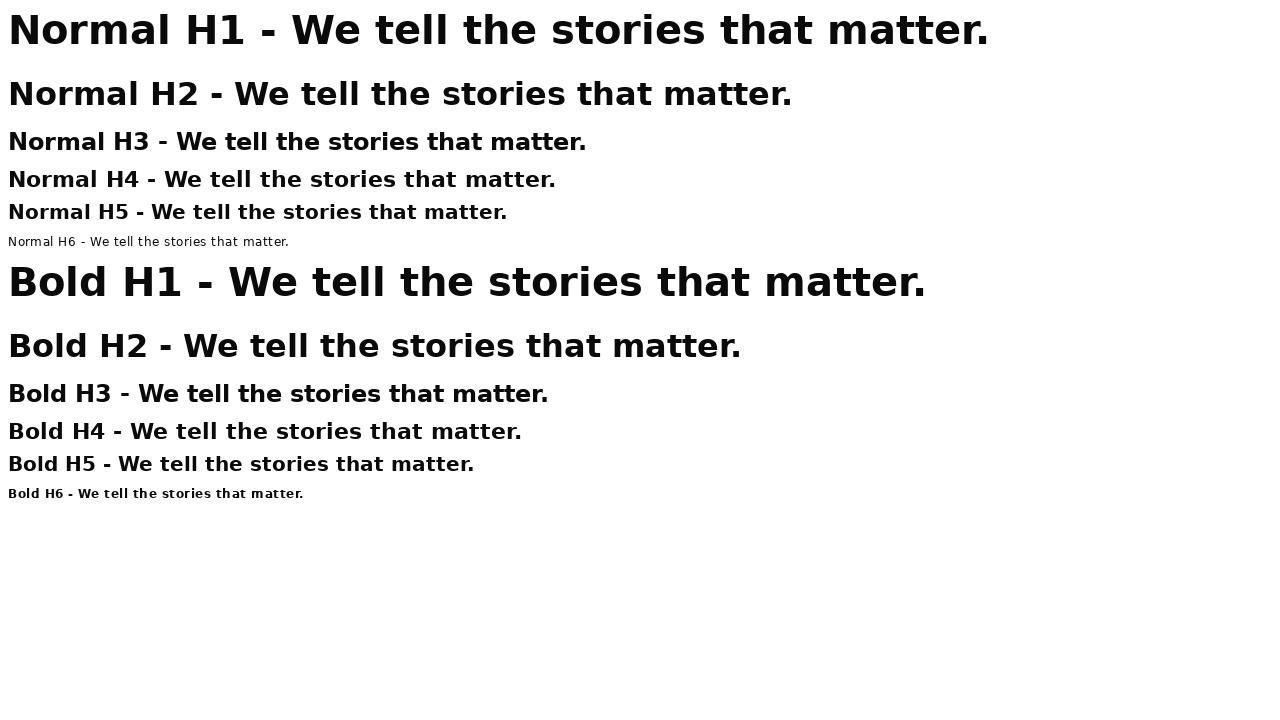 Normal H1 - We tell the stories that matter.
Normal H2 - We tell the stories that matter.
Normal H3 - We tell the stories that matter.
Normal H4 - We tell the stories that matter.
Normal H5 - We tell the stories that matter.
Normal H6 - We tell the stories that matter.
Bold H1 - We tell the stories that matter.
Bold H2 - We tell the stories that matter.
Bold H3 - We tell the stories that matter.
Bold H4 - We tell the stories that matter.
Bold H5 - We tell the stories that matter.
Bold H6 - We tell the stories that matter.